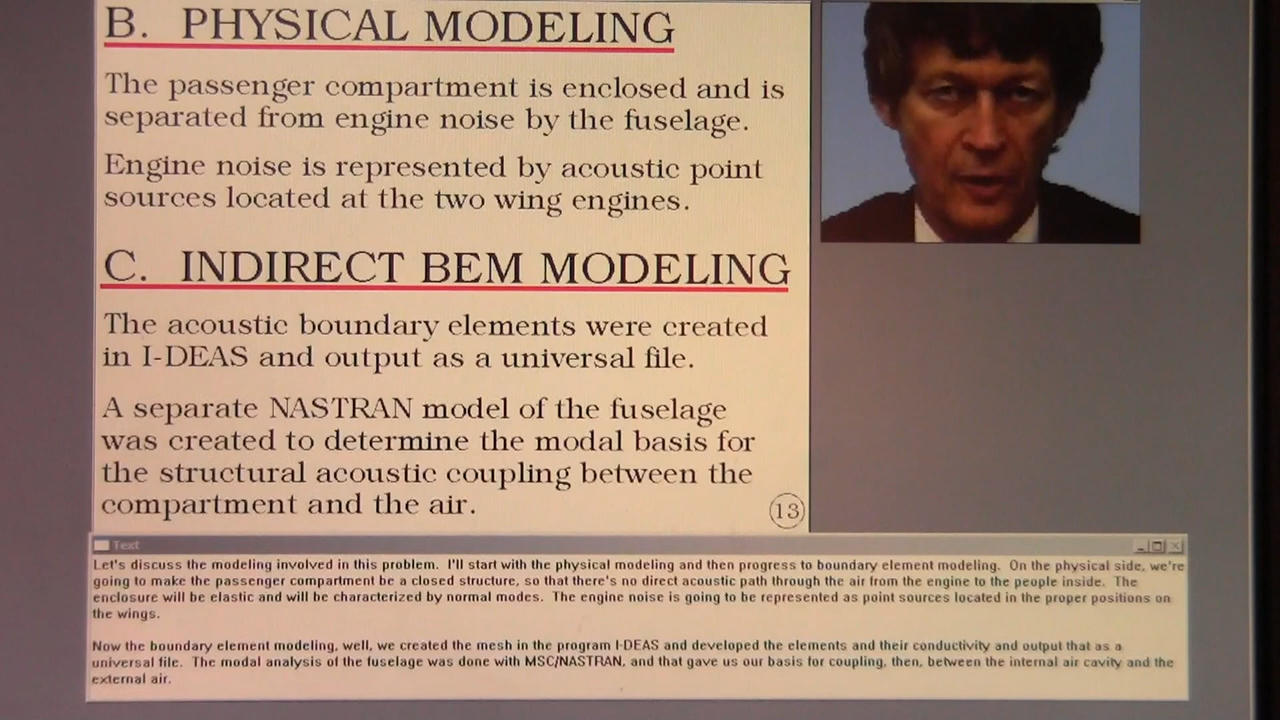 B. PHYSICAL MODELING
The passenger compartment is enclosed and is
separated from engine noise by the fuselage.
Engine noise is represented by acoustic point
sources located at the two wing engines.
C. INDIRECT BEM MODELING
The acoustic boundary elements were created
in I-DEAS and output as a universal file.
A separate NASTRAN model of the fuselage
was created to determine the modal basis for
the structural acoustic coupling between the
compartment and the air.
13
Text
Let's discuss the modeling involved in this problem. I'll start with the physical modeling and then progress to boundary element modeling. On the physical side, we're
going to make the passenger compartment be a closed structure, so that there's no direct acoustic path through the air from the engine to the people inside. The
enclosure will be elastic and will be characterized by normal modes. The engine noise is going to be represented as point sources located in the proper positions on
the wings.
Now the boundary element modeling, well, we created the mesh in the program I-DEAS and developed the elements and their conductivity and output that as a
universal file. The modal analysis of the fuselage was done with MSC/NASTRAN, and that gave us our basis for coupling, then, between the internal air cavity and the
external air.